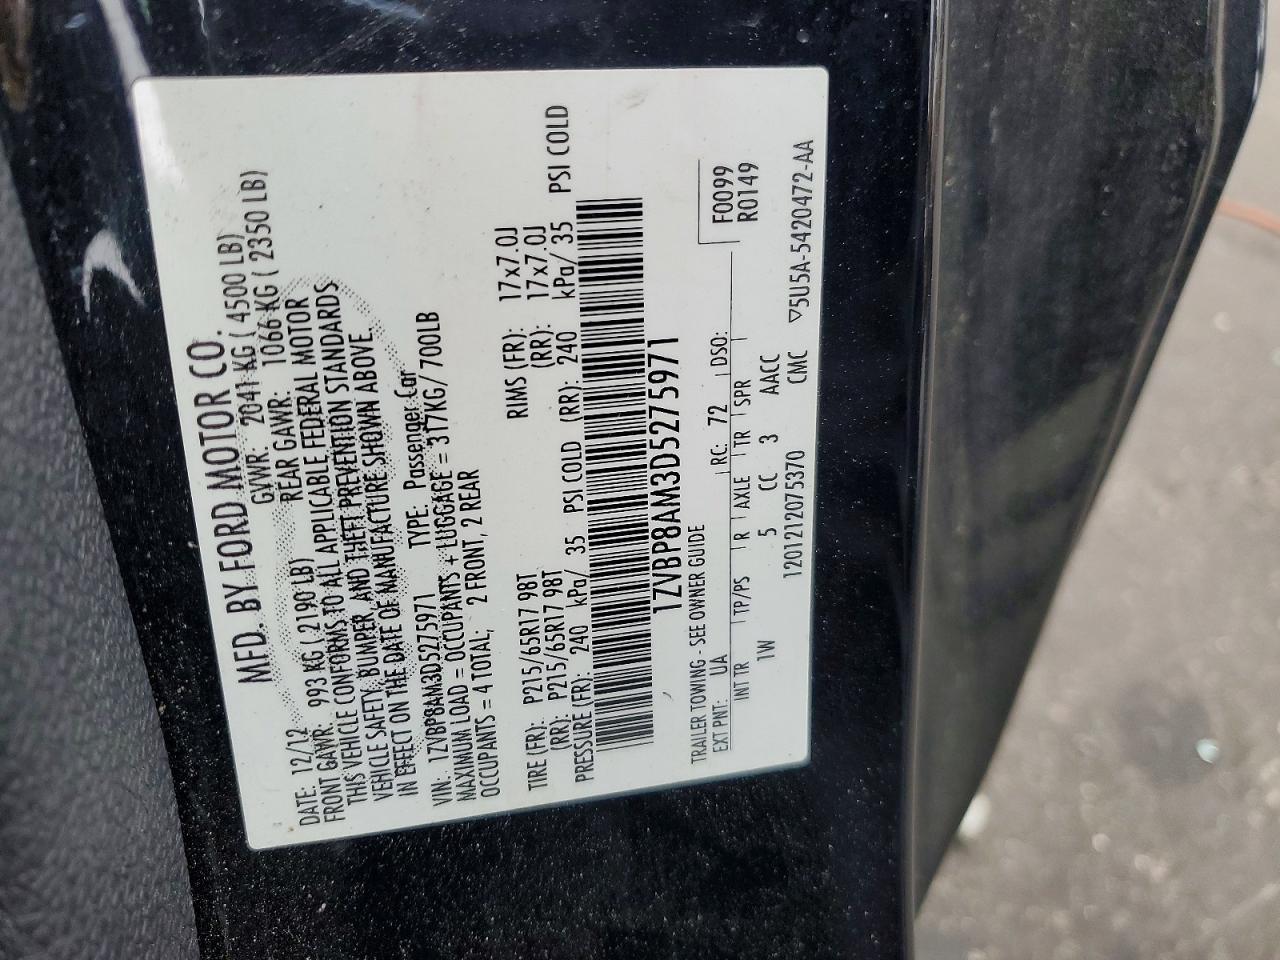 MFD. BY FORD MOTOR CO.
DATE: 12/12 GVWR: 2041 KG ( 4500 LB)
FRONT GAWR: 993 KG ( 2190 LB) REAR GAWR: 1066 KG ( 2350 LB)
THIS VEHICLE CONFORMS TO ALL APPLICABLE FEDERAL MOTOR
VEHICLE SAFETY, BUMPER, AND THEFT PREVENTION STANDARDS
IN EFFECT ON THE DATE OF MANUFACTURE SHOWN ABOVE.
VIN: 1ZVBP8AM3D5275971 TYPE: Passenger Car
MAXIMUM LOAD = OCCUPANTS + LUGGAGE = 317KG/700LB
OCCUPANTS = 4 TOTAL; 2 FRONT, 2 REAR
TIRE (FR): P215/65R17 98T RIMS (FR): 17x7.0J
(RR): P215/65R17 98T (RR): 17x7.0J
PRESSURE (FR): 240 kPa/ 35 PSI COLD (RR): 240 kPa/ 35 PSI COLD
1ZVBP8AM3D5275971
TRAILER TOWING - SEE OWNER GUIDE
F0099
R0149
EXT PNT: UA RC: 72 DSO:
INT TR TP/PS R AXLE TR SPR
1W 5 CC 3 AACC
1201212075370 CMC ▽5U5A-5420472-AA